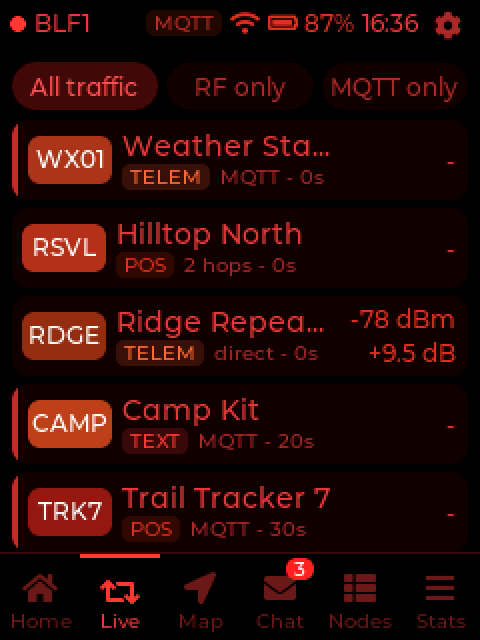 BLF1 MQTT 87% 16:36
All traffic RF only MQTT only
WX01 Weather Sta... -
TELEM MQTT - 0s
RSVL Hilltop North -
POS 2 hops - 0s
RDGE Ridge Repea... -78 dBm
TELEM direct - 0s +9.5 dB
CAMP Camp Kit -
TEXT MQTT - 20s
TRK7 Trail Tracker 7 -
POS MQTT - 30s
3
Home Live Map Chat Nodes Stats